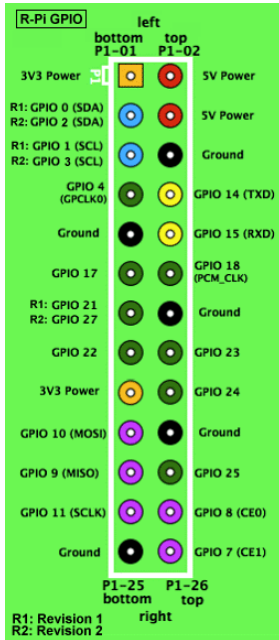 R-Pi GPIO
left
bottom top
P1-01 P1-02
P1
3V3 Power 5V Power
R1: GPIO 0 (SDA)
R2: GPIO 2 (SDA)
5V Power
R1: GPIO 1 (SCL)
R2: GPIO 3 (SCL)
Ground
GPIO 4
(GPCLK0)
GPIO 14 (TXD)
Ground GPIO 15 (RXD)
GPIO 17
GPIO 18
(PCM_CLK)
R1: GPIO 21
R2: GPIO 27
Ground
GPIO 22 GPIO 23
3V3 Power GPIO 24
GPIO 10 (MOSI) Ground
GPIO 9 (MISO) GPIO 25
GPIO 11 (SCLK) GPIO 8 (CE0)
Ground GPIO 7 (CE1)
P1-25 P1-26
bottom top
right
R1: Revision 1
R2: Revision 2